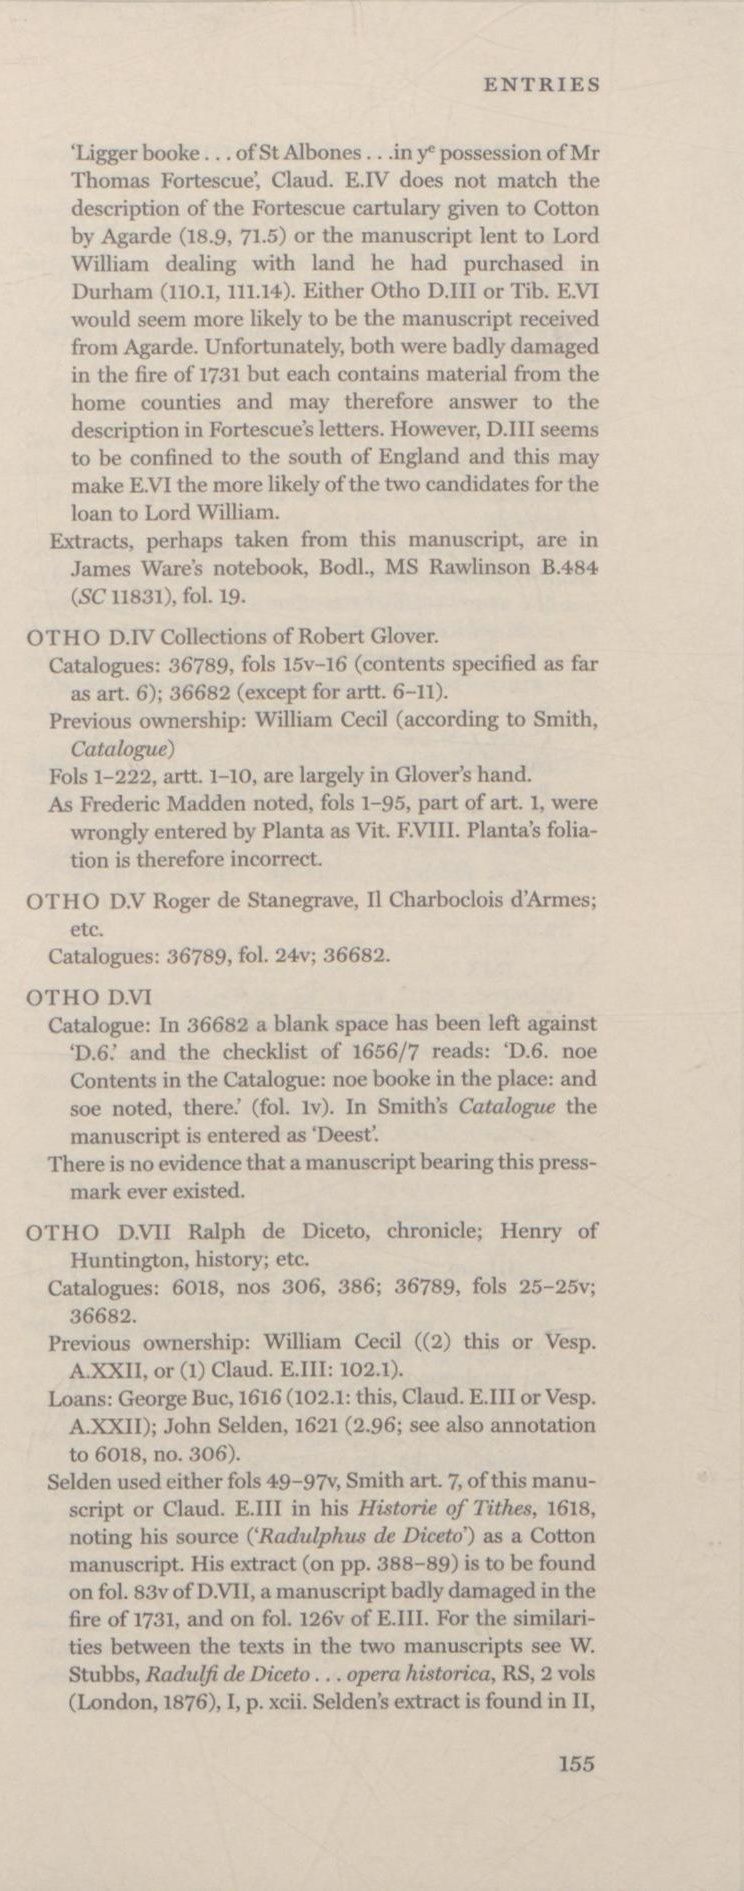 ENTRIES
‘Ligger booke . . . of St Albones . . .in yᵉ possession of Mr
Thomas Fortescue’, Claud. E.IV does not match the
description of the Fortescue cartulary given to Cotton
by Agarde (18.9, 71.5) or the manuscript lent to Lord
William dealing with land he had purchased in
Durham (110.1, 111.14). Either Otho D.III or Tib. E.VI
would seem more likely to be the manuscript received
from Agarde. Unfortunately, both were badly damaged
in the fire of 1731 but each contains material from the
home counties and may therefore answer to the
description in Fortescue’s letters. However, D.III seems
to be confined to the south of England and this may
make E.VI the more likely of the two candidates for the
loan to Lord William.
Extracts, perhaps taken from this manuscript, are in
James Ware’s notebook, Bodl., MS Rawlinson B.484
(SC 11831), fol. 19.
OTHO D.IV Collections of Robert Glover.
Catalogues: 36789, fols 15v–16 (contents specified as far
as art. 6); 36682 (except for artt. 6–11).
Previous ownership: William Cecil (according to Smith,
Catalogue)
Fols 1–222, artt. 1–10, are largely in Glover’s hand.
As Frederic Madden noted, fols 1–95, part of art. 1, were
wrongly entered by Planta as Vit. F.VIII. Planta’s folia-
tion is therefore incorrect.
OTHO D.V Roger de Stanegrave, Il Charboclois d’Armes;
etc.
Catalogues: 36789, fol. 24v; 36682.
OTHO D.VI
Catalogue: In 36682 a blank space has been left against
‘D.6.’ and the checklist of 1656/7 reads: ‘D.6. noe
Contents in the Catalogue: noe booke in the place: and
soe noted, there.’ (fol. 1v). In Smith’s Catalogue the
manuscript is entered as ‘Deest’.
There is no evidence that a manuscript bearing this press-
mark ever existed.
OTHO D.VII Ralph de Diceto, chronicle; Henry of
Huntington, history; etc.
Catalogues: 6018, nos 306, 386; 36789, fols 25–25v;
36682.
Previous ownership: William Cecil ((2) this or Vesp.
A.XXII, or (1) Claud. E.III: 102.1).
Loans: George Buc, 1616 (102.1: this, Claud. E.III or Vesp.
A.XXII); John Selden, 1621 (2.96; see also annotation
to 6018, no. 306).
Selden used either fols 49–97v, Smith art. 7, of this manu-
script or Claud. E.III in his Historie of Tithes, 1618,
noting his source (‘Radulphus de Diceto’) as a Cotton
manuscript. His extract (on pp. 388–89) is to be found
on fol. 83v of D.VII, a manuscript badly damaged in the
fire of 1731, and on fol. 126v of E.III. For the similari-
ties between the texts in the two manuscripts see W.
Stubbs, Radulfi de Diceto . . . opera historica, RS, 2 vols
(London, 1876), I, p. xcii. Selden’s extract is found in II,
155